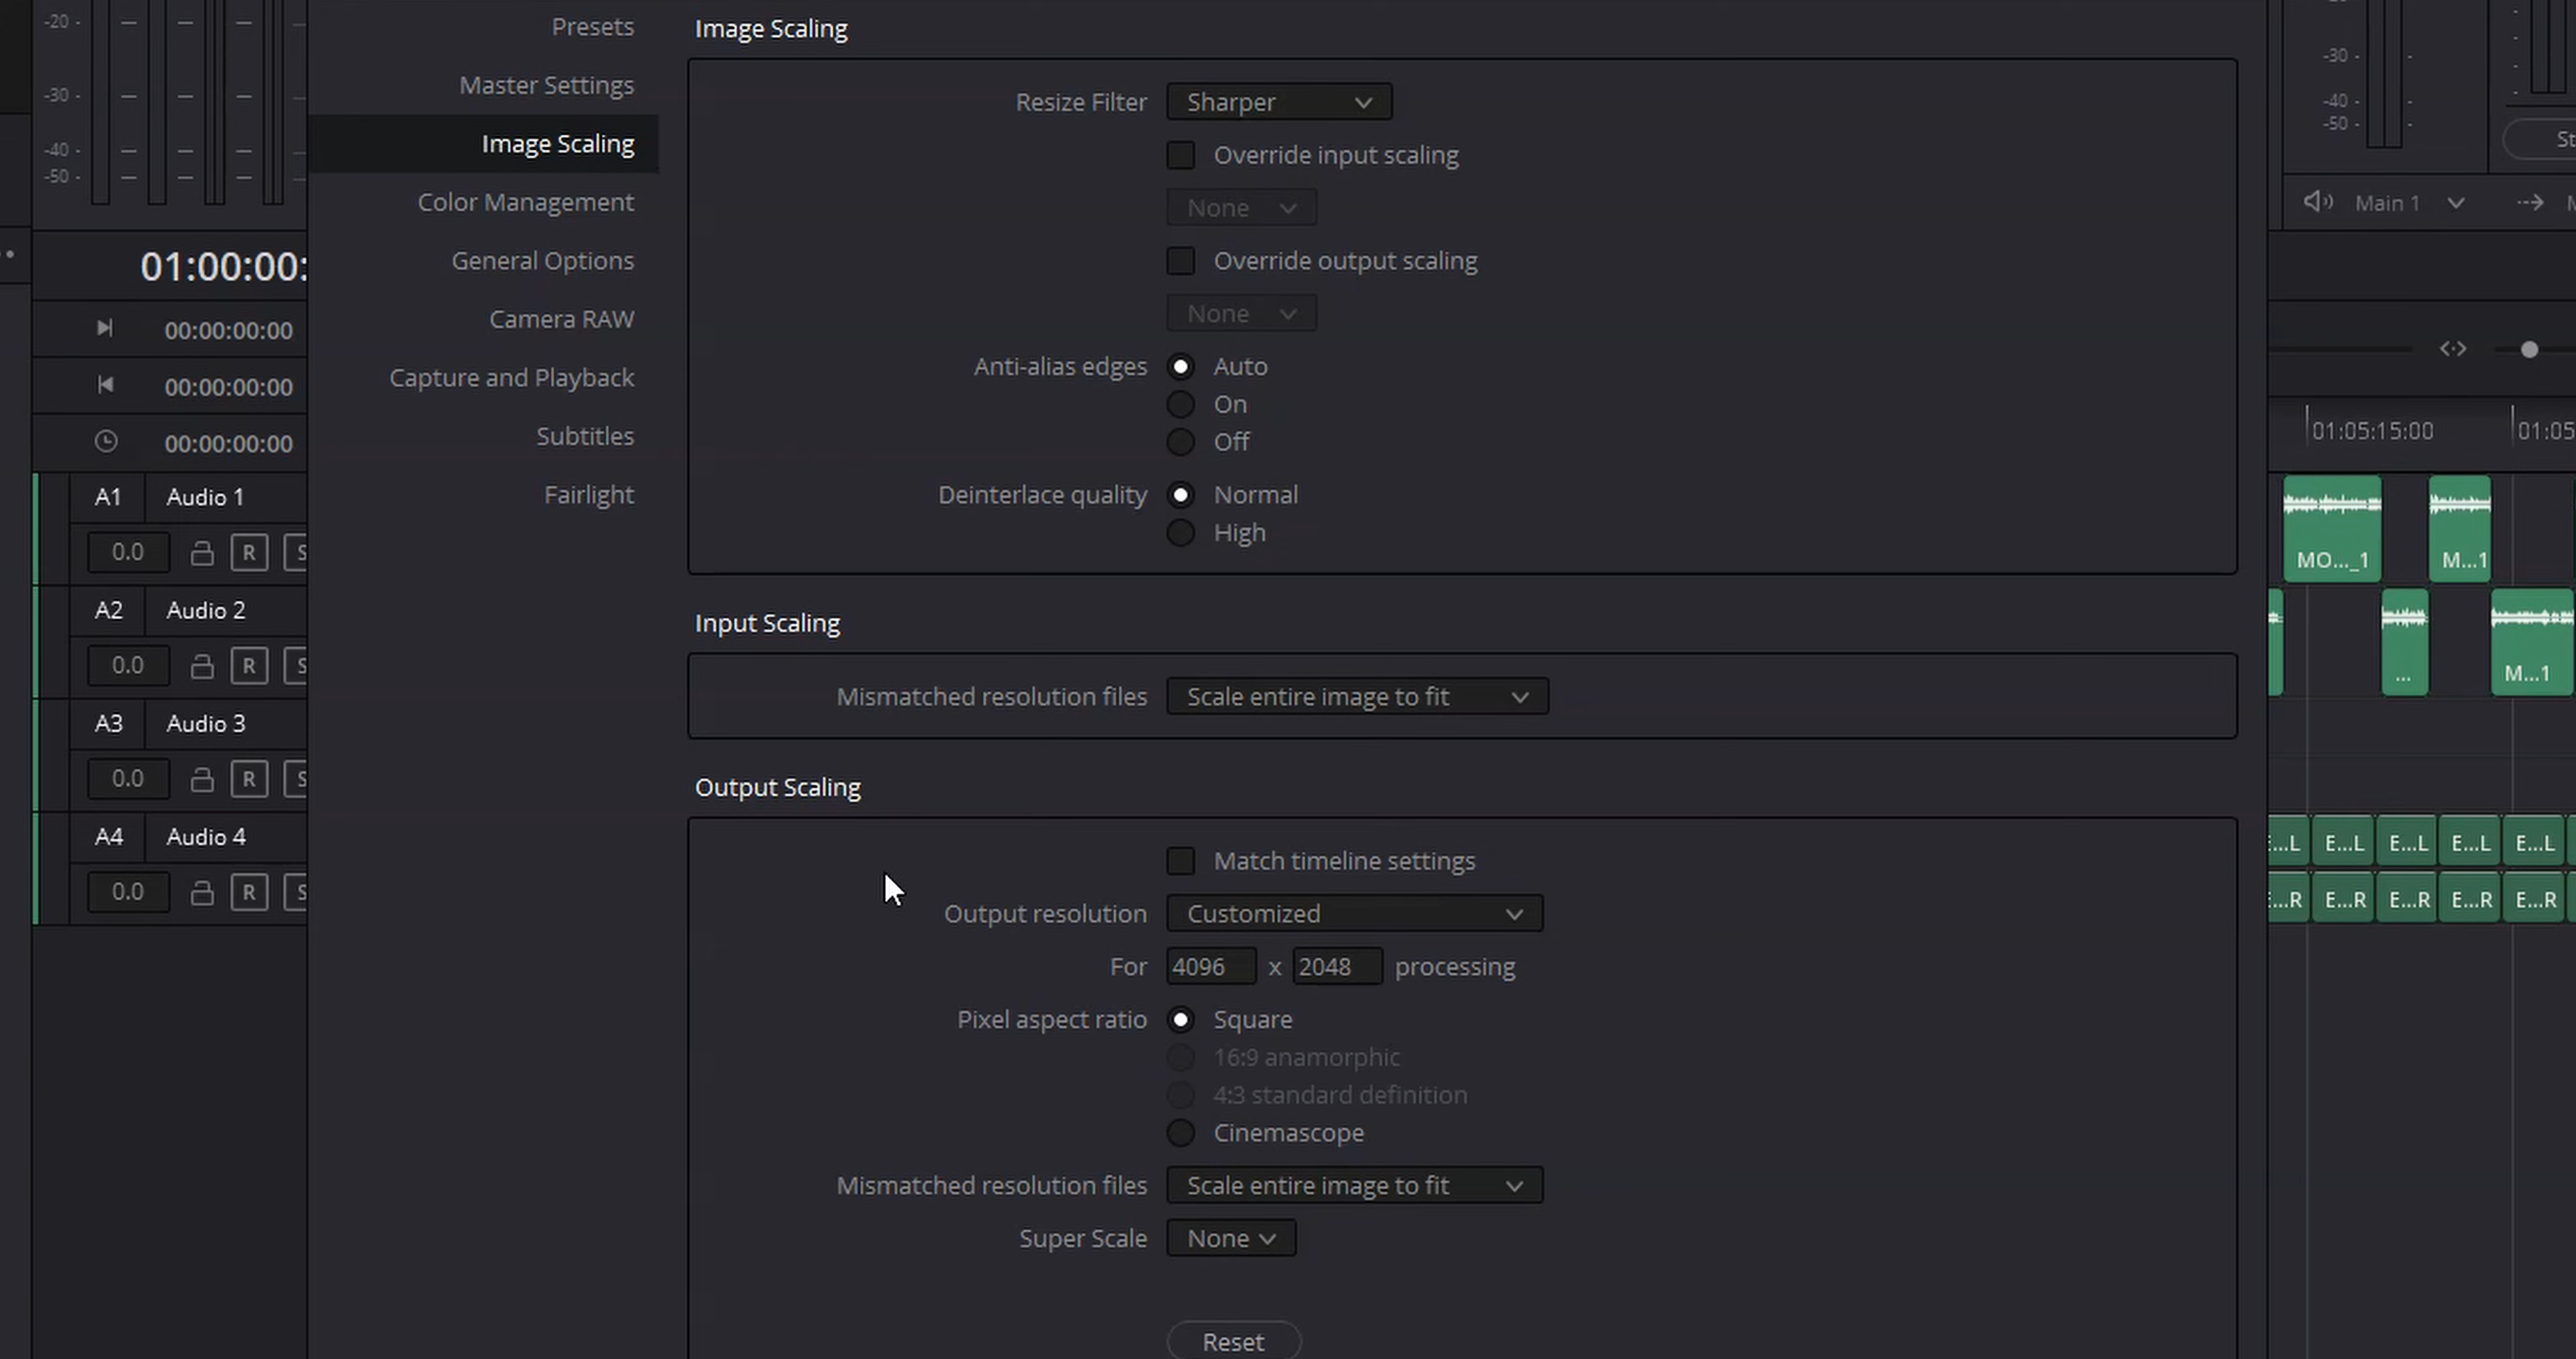 -20
-30
-40
-50
01:00:00:
00:00:00:00
00:00:00:00
00:00:00:00
A1 Audio 1
0.0 R S
A2 Audio 2
0.0 R S
A3 Audio 3
0.0 R S
A4 Audio 4
0.0 R S
Presets
Master Settings
Image Scaling
Color Management
General Options
Camera RAW
Capture and Playback
Subtitles
Fairlight
Image Scaling
Resize Filter Sharper
Override input scaling
None
Override output scaling
None
Anti-alias edges Auto
On
Off
Deinterlace quality Normal
High
Input Scaling
Mismatched resolution files Scale entire image to fit
Output Scaling
Match timeline settings
Output resolution Customized
For 4096 x 2048 processing
Pixel aspect ratio Square
16:9 anamorphic
4:3 standard definition
Cinemascope
Mismatched resolution files Scale entire image to fit
Super Scale None
Reset
-30
-40
-50
St
Main 1
01:05:15:00 01:05
MO..._1 M...1
... M...1
E...L E...L E...L E...L
E...R E...R E...R E...R